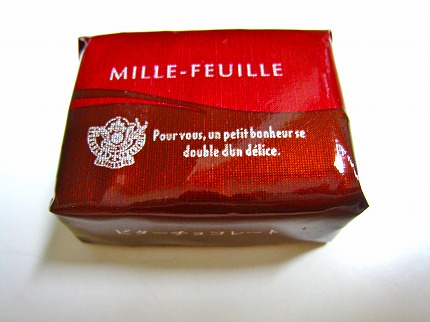 MILLE-FEUILLE
Pour vous, un petit bonheur se
double d'un délice.
ビターチョコレート